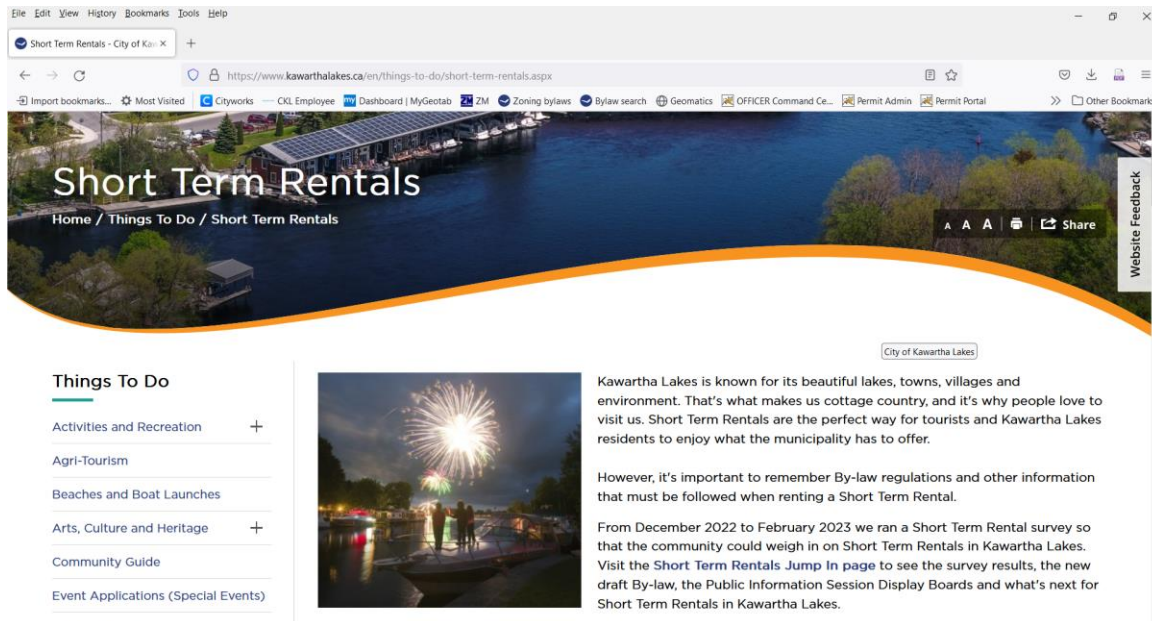 File Edit View History Bookmarks Tools Help
Short Term Rentals - City of Kaw
https://www.kawarthalakes.ca/en/things-to-do/short-term-rentals.aspx
Import bookmarks... Most Visited Cityworks CKL Employee Dashboard | MyGeotab ZM Zoning bylaws Bylaw search Geomatics OFFICER Command Ce... Permit Admin Permit Portal Other Bookmark
Short Term Rentals
Home / Things To Do / Short Term Rentals
A A A Share
Website Feedback
City of Kawartha Lakes
Things To Do
Activities and Recreation
Agri-Tourism
Beaches and Boat Launches
Arts, Culture and Heritage
Community Guide
Event Applications (Special Events)
Kawartha Lakes is known for its beautiful lakes, towns, villages and
environment. That's what makes us cottage country, and it's why people love to
visit us. Short Term Rentals are the perfect way for tourists and Kawartha Lakes
residents to enjoy what the municipality has to offer.
However, it's important to remember By-law regulations and other information
that must be followed when renting a Short Term Rental.
From December 2022 to February 2023 we ran a Short Term Rental survey so
that the community could weigh in on Short Term Rentals in Kawartha Lakes.
Visit the Short Term Rentals Jump In page to see the survey results, the new
draft By-law, the Public Information Session Display Boards and what's next for
Short Term Rentals in Kawartha Lakes.